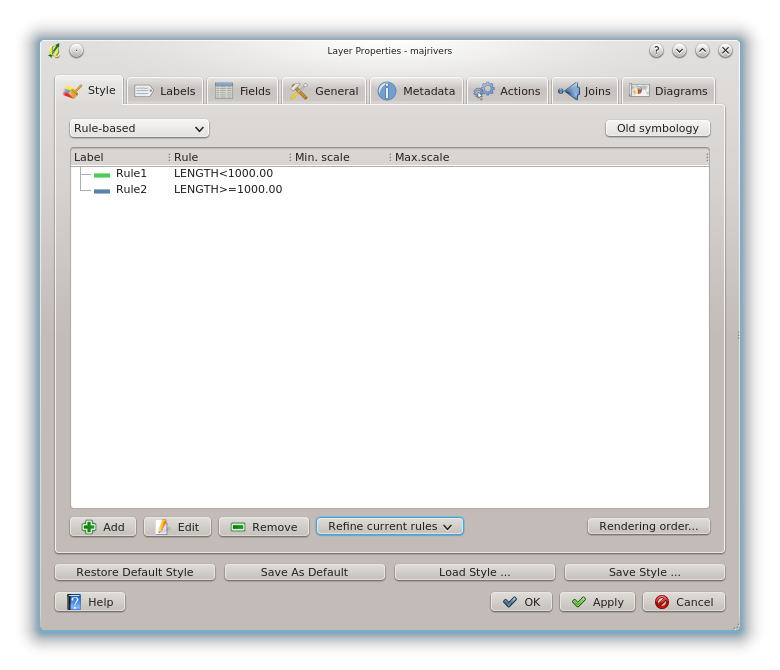 Layer Properties - majrivers
Style Labels Fields General Metadata Actions Joins Diagrams
Rule-based Old symbology
Label Rule Min. scale Max.scale
Rule1 LENGTH<1000.00
Rule2 LENGTH>=1000.00
Add Edit Remove Refine current rules Rendering order...
Restore Default Style Save As Default Load Style ... Save Style ...
Help OK Apply Cancel